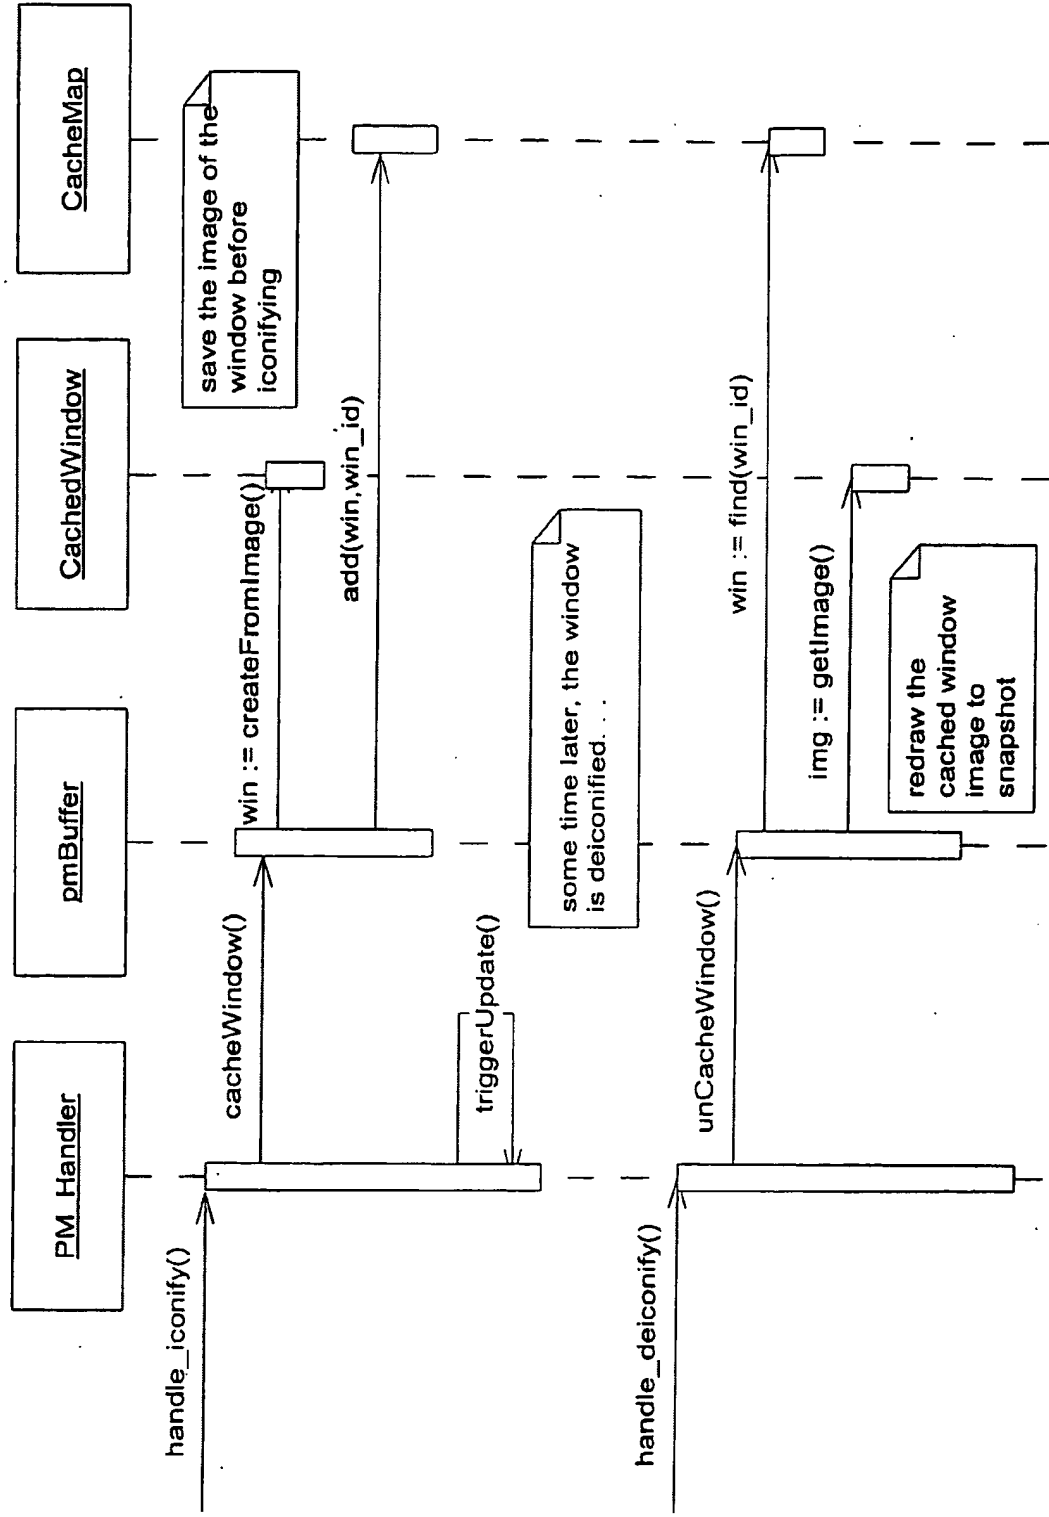 PM_Handler
pmBuffer
CachedWindow
CacheMap
handle_iconify()
cacheWindow()
win := createFromImage()
save the image of the
window before
iconifying
add(win,win_id)
triggerUpdate()
some time later, the window
is deiconified. . .
handle_deiconify()
unCacheWindow()
win := find(win_id)
img := getImage()
redraw the
cached window
image to
snapshot